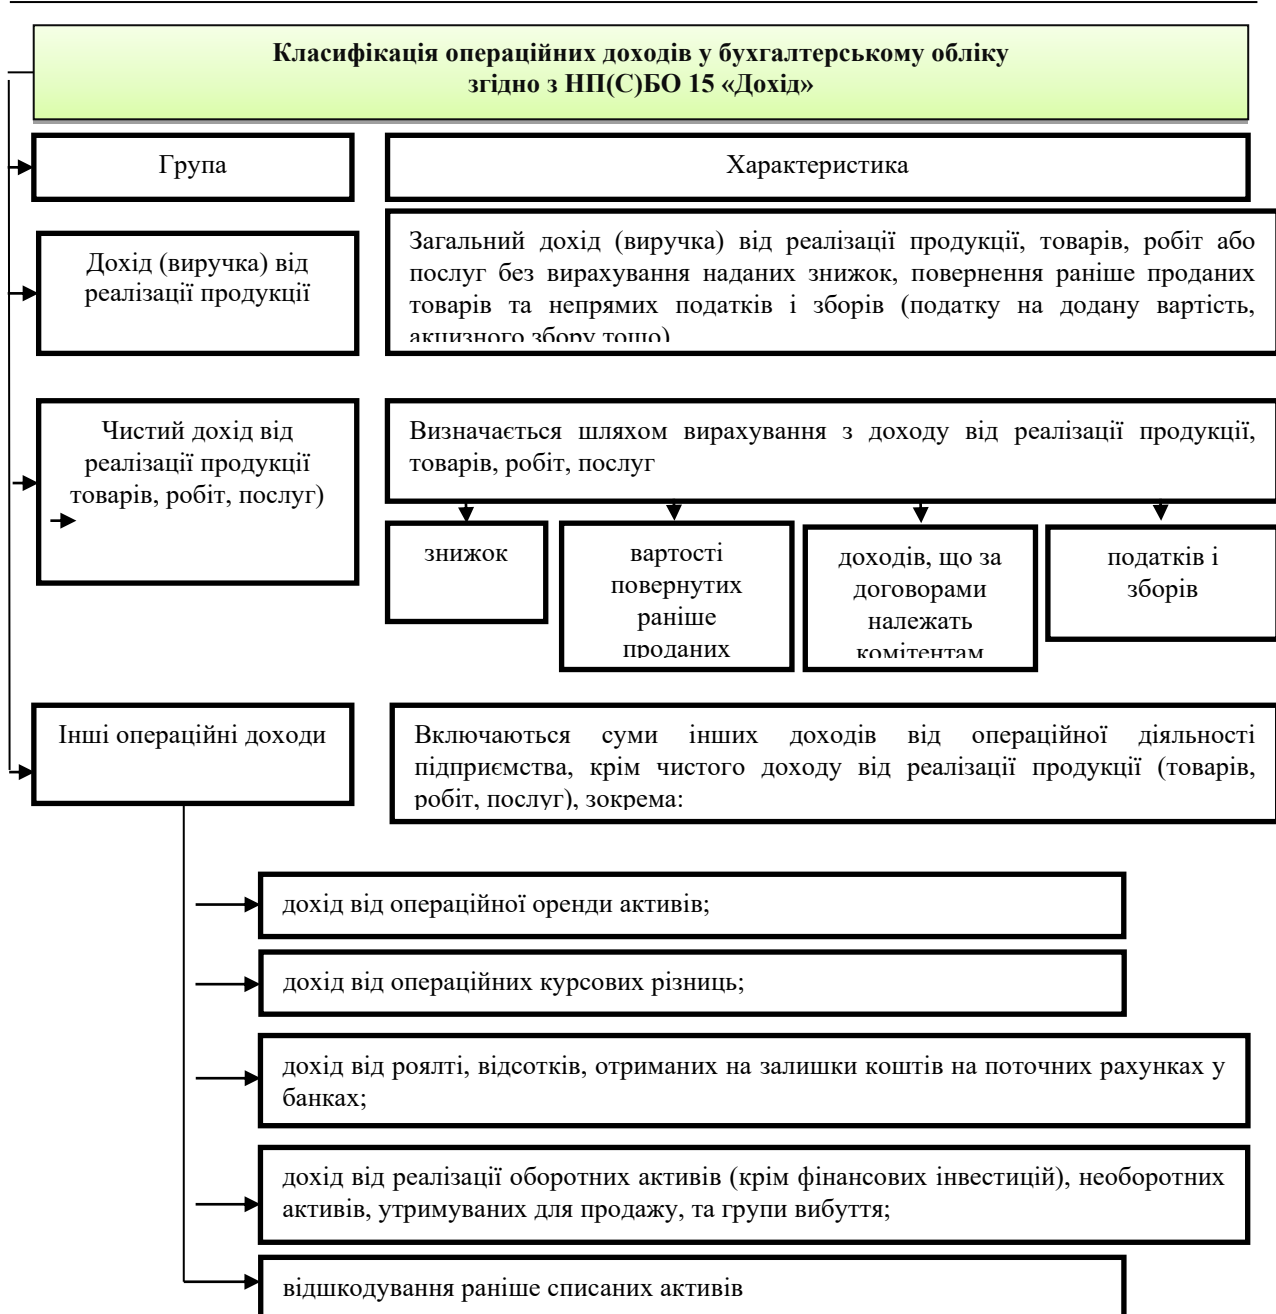 Класифікація операційних доходів у бухгалтерському обліку
згідно з НП(С)БО 15 «Дохід»
Група
Характеристика
Дохід (виручка) від
реалізації продукції
Загальний дохід (виручка) від реалізації продукції, товарів, робіт або
послуг без вирахування наданих знижок, повернення раніше проданих
товарів та непрямих податків і зборів (податку на додану вартість,
акцизного збору тощо)
Чистий дохід від
реалізації продукції
товарів, робіт, послуг)
Визначається шляхом вирахування з доходу від реалізації продукції,
товарів, робіт, послуг
знижок
вартості
повернутих
раніше
проданих
доходів, що за
договорами
належать
комітентам
податків і
зборів
Інші операційні доходи
Включаються суми інших доходів від операційної діяльності
підприємства, крім чистого доходу від реалізації продукції (товарів,
робіт, послуг), зокрема:
дохід від операційної оренди активів;
дохід від операційних курсових різниць;
дохід від роялті, відсотків, отриманих на залишки коштів на поточних рахунках у
банках;
дохід від реалізації оборотних активів (крім фінансових інвестицій), необоротних
активів, утримуваних для продажу, та групи вибуття;
відшкодування раніше списаних активів